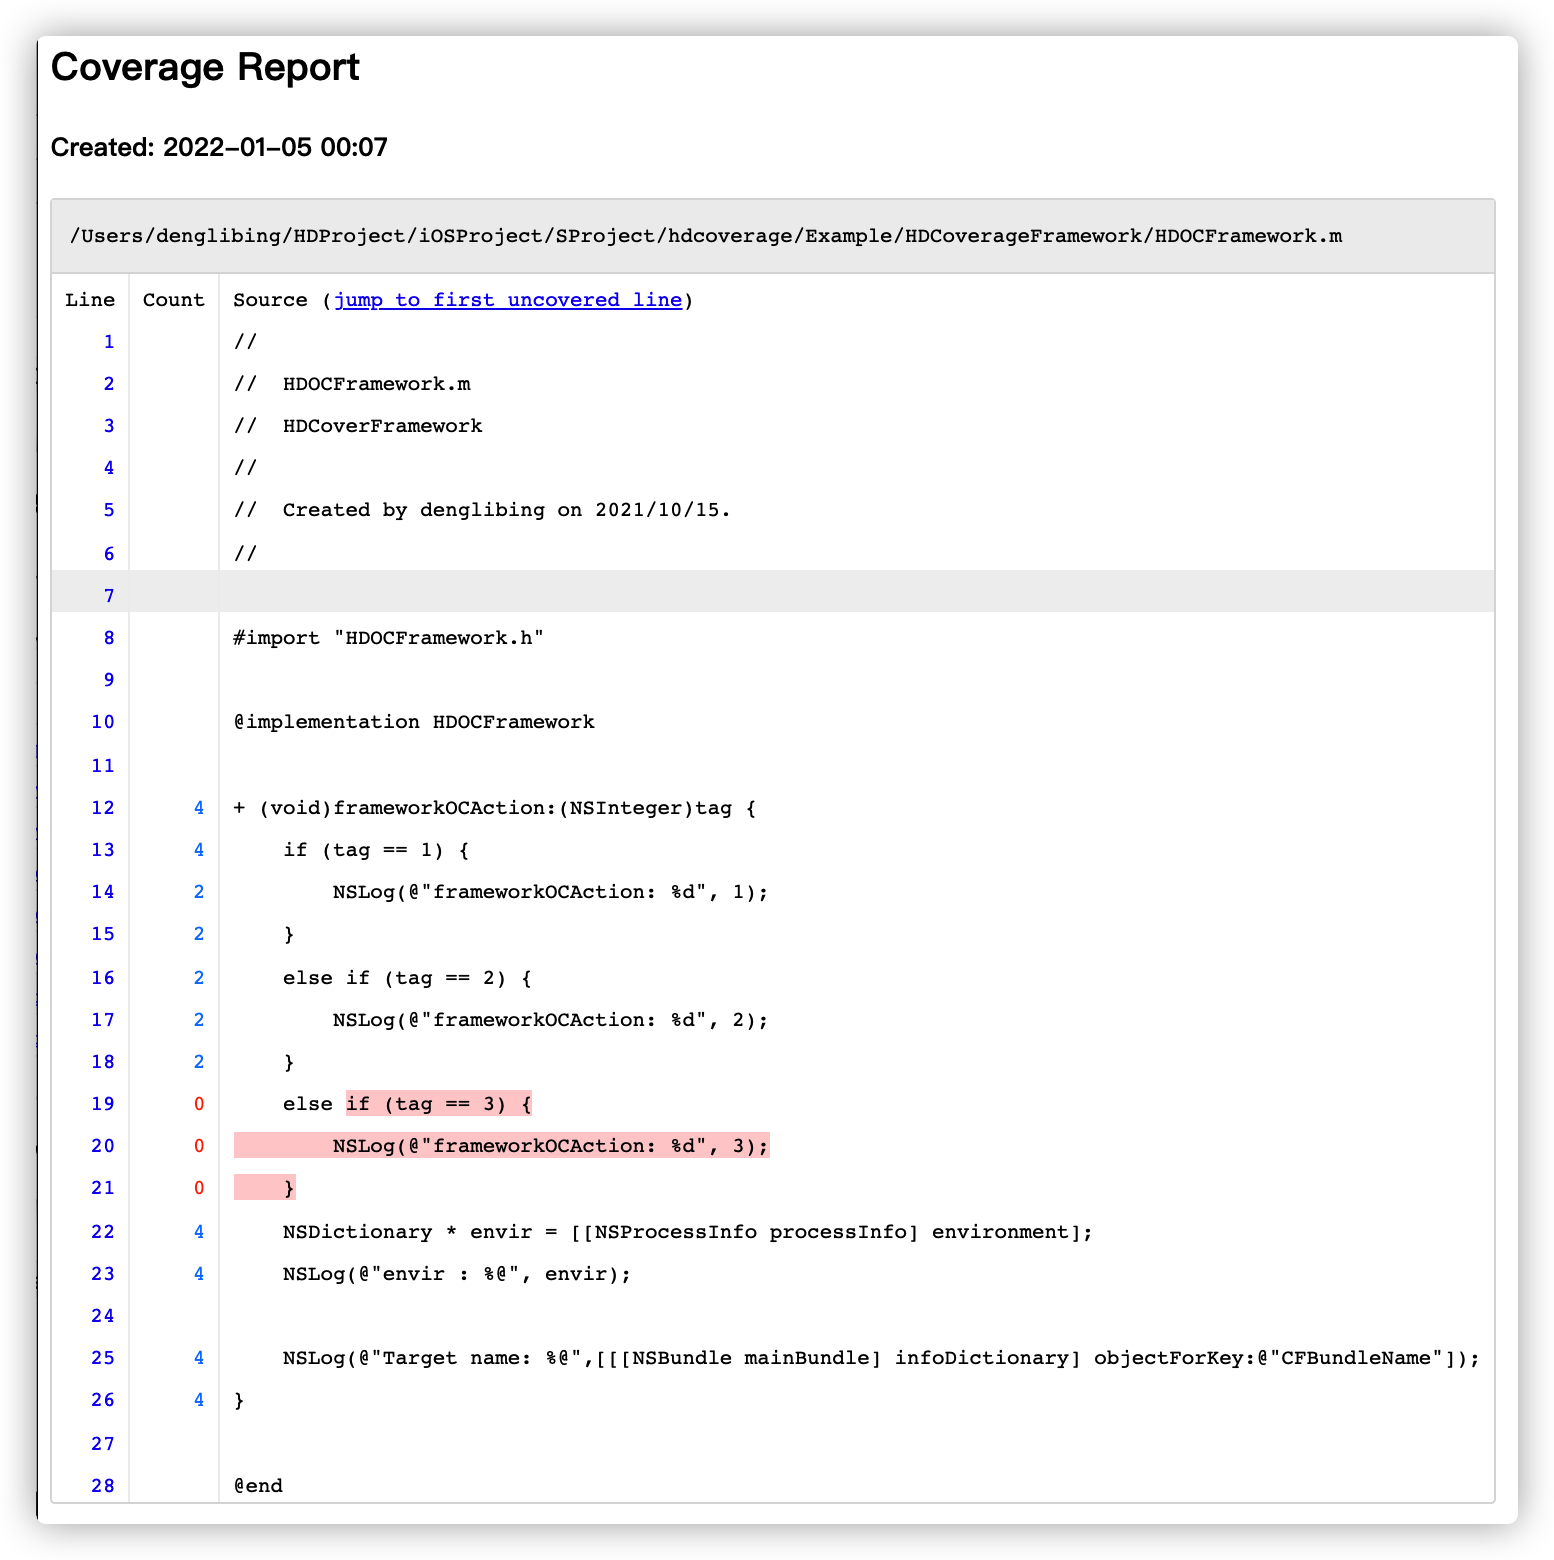 Coverage Report
Created: 2022-01-05 00:07
/Users/denglibing/HDProject/iOSProject/SProject/hdcoverage/Example/HDCoverageFramework/HDOCFramework.m
Line Count Source (jump to first uncovered line)
1 //
2 //  HDOCFramework.m
3 //  HDCoverFramework
4 //
5 //  Created by denglibing on 2021/10/15.
6 //
7
8 #import "HDOCFramework.h"
9
10 @implementation HDOCFramework
11
12 4 + (void)frameworkOCAction:(NSInteger)tag {
13 4     if (tag == 1) {
14 2         NSLog(@"frameworkOCAction: %d", 1);
15 2     }
16 2     else if (tag == 2) {
17 2         NSLog(@"frameworkOCAction: %d", 2);
18 2     }
19 0     else if (tag == 3) {
20 0         NSLog(@"frameworkOCAction: %d", 3);
21 0     }
22 4     NSDictionary * envir = [[NSProcessInfo processInfo] environment];
23 4     NSLog(@"envir : %@", envir);
24
25 4     NSLog(@"Target name: %@",[[[NSBundle mainBundle] infoDictionary] objectForKey:@"CFBundleName"]);
26 4 }
27
28 @end